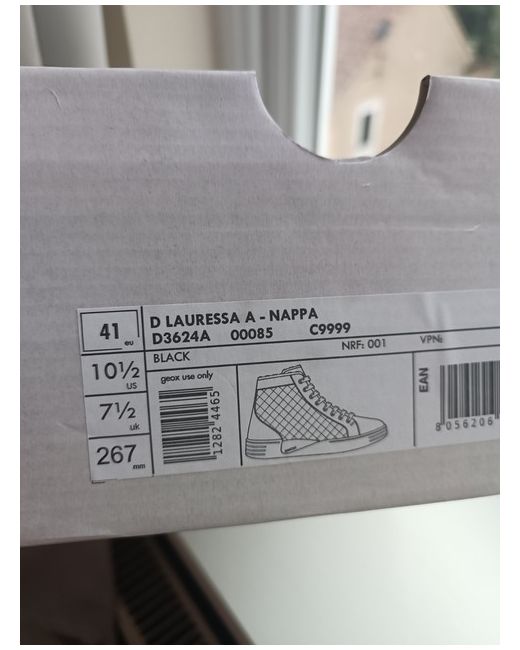 41 eu
D LAURESSA A - NAPPA
D3624A 00085 C9999
10½ US
BLACK
NRF: 001
VPN:
7½ uk
geox use only
1282 4465
EAN
8 056206
267 mm